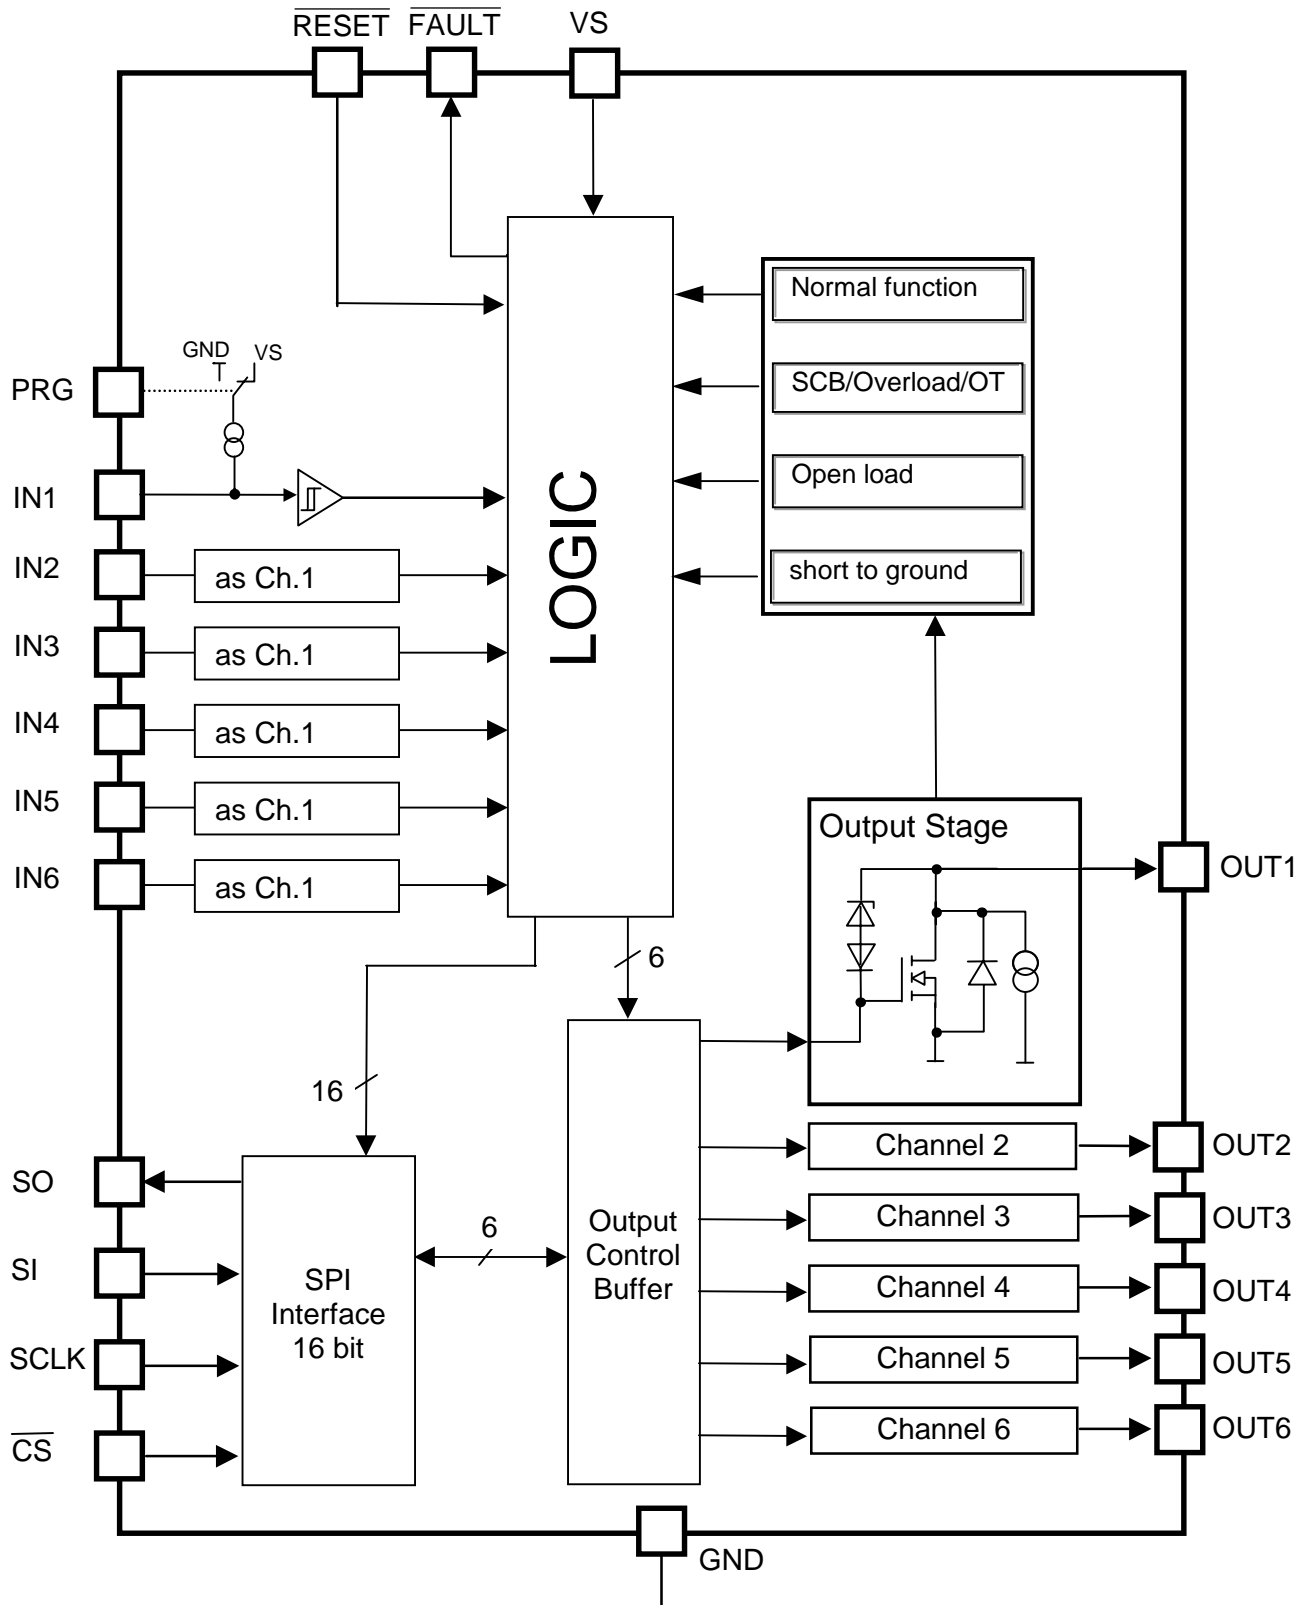 RESET FAULT VS
GND VS
PRG
Normal function
SCB/Overload/OT
Open load
short to ground
LOGIC
IN1
IN2 as Ch.1
IN3 as Ch.1
IN4 as Ch.1
IN5 as Ch.1
IN6 as Ch.1
Output Stage
OUT1
6
16
SO
SI
SCLK
CS
SPI
Interface
16 bit
6
Output
Control
Buffer
Channel 2 OUT2
Channel 3 OUT3
Channel 4 OUT4
Channel 5 OUT5
Channel 6 OUT6
GND